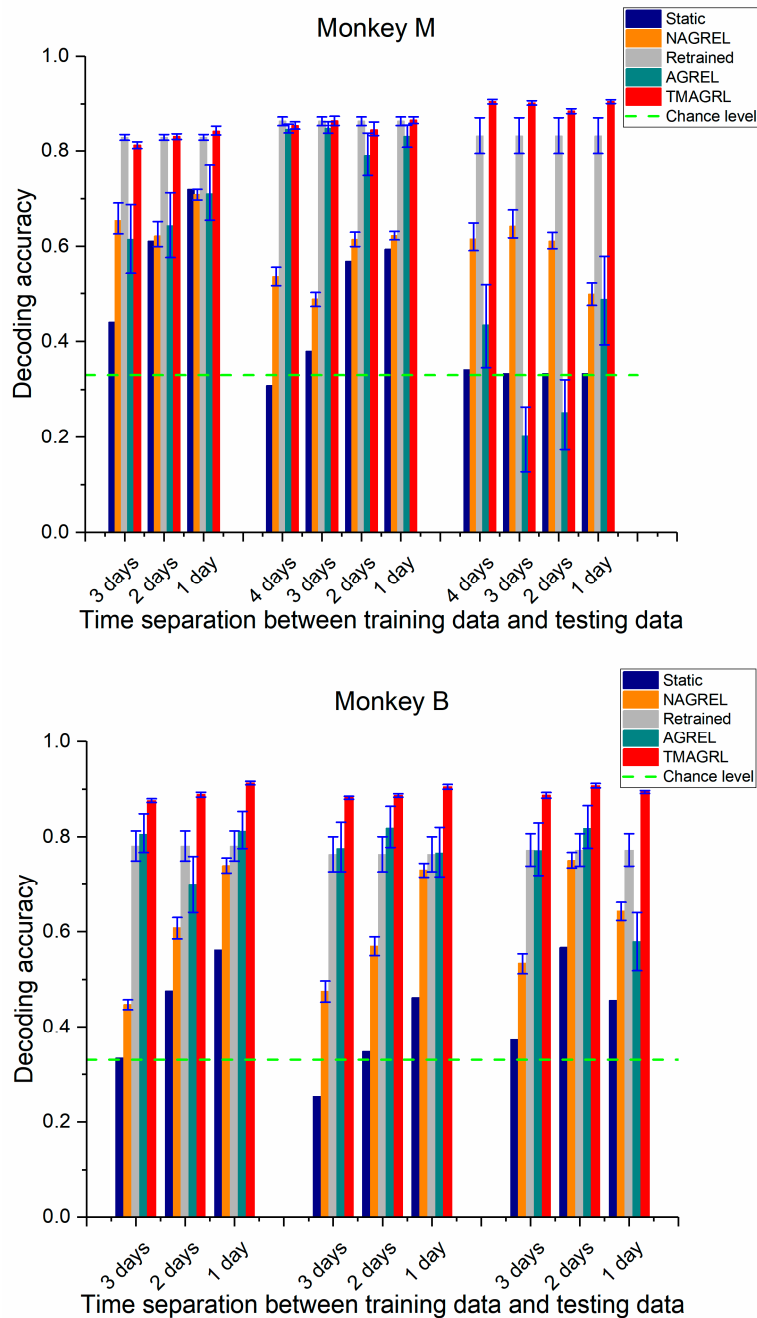 Monkey M
Static
NAGREL
Retrained
AGREL
TMAGRL
Chance level
Decoding accuracy
1.0
0.8
0.6
0.4
0.2
0.0
3 days
2 days
1 day
4 days
3 days
2 days
1 day
4 days
3 days
2 days
1 day
Time separation between training data and testing data
Monkey B
Static
NAGREL
Retrained
AGREL
TMAGRL
Chance level
Decoding accuracy
1.0
0.8
0.6
0.4
0.2
0.0
3 days
2 days
1 day
3 days
2 days
1 day
3 days
2 days
1 day
Time separation between training data and testing data